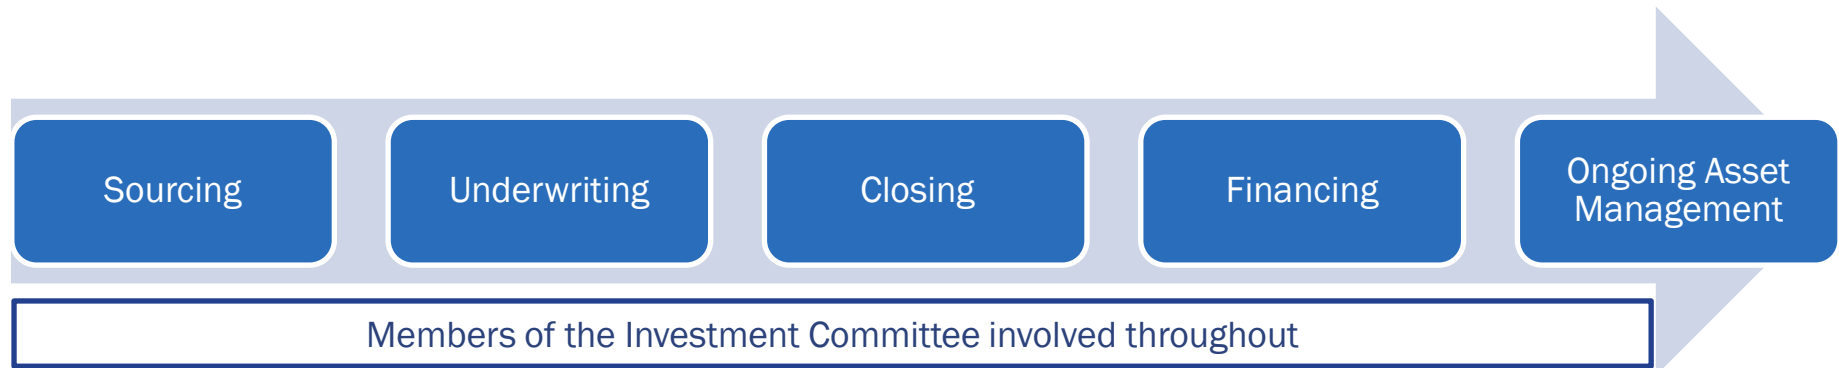 Sourcing
Underwriting
Closing
Financing
Ongoing Asset
Management
Members of the Investment Committee involved throughout